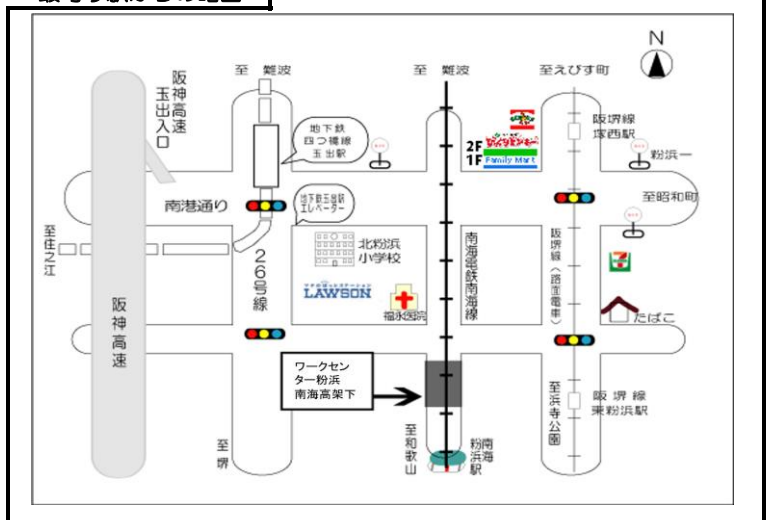 N
至 難波
至 難波
至えびす町
阪神高速
玉出入口
地下鉄
四つ橋線
玉出駅
2F
1F Family Mart
阪堺線
塚西駅
粉浜一
南港通り
地下鉄玉出駅
エレベーター
至昭和町
至住之江
26号線
北粉浜
小学校
LAWSON
福永医院
南海電鉄南海線
阪堺線(路面電車)
たばこ
阪神高速
ワークセン
ター粉浜
南海高架下
至浜寺公園
阪堺線
東粉浜駅
至堺
至和歌山
南海
粉浜駅